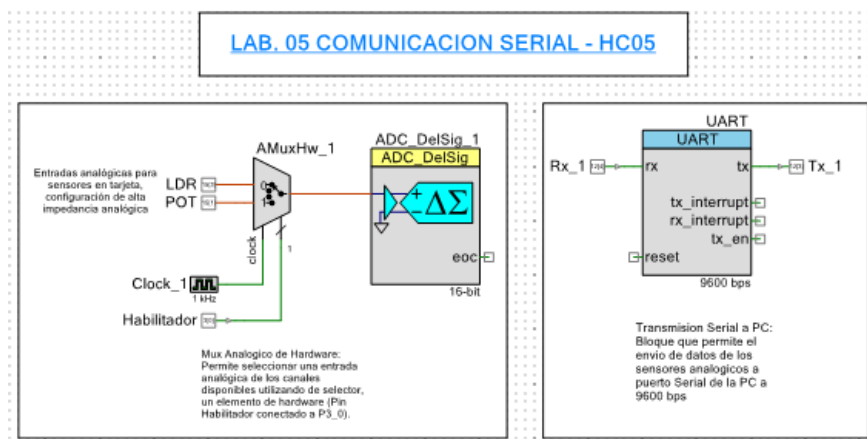 LAB. 05 COMUNICACION SERIAL - HC05
AMuxHw_1
ADC_DelSig_1
ADC_DelSig
Entradas analógicas para
sensores en tarjeta,
configuración de alta
impedancia analógica
LDR
POT
0
1
ΔΣ
clock
1
eoc
16-bit
Clock_1
1 kHz
Habilitador
Mux Analogico de Hardware:
Permite seleccionar una entrada
analógica de los canales
disponibles utilizando de selector,
un elemento de hardware (Pin
Habilitador conectado a P3_0).
UART
UART
Rx_1
rx
tx
Tx_1
tx_interrupt
rx_interrupt
tx_en
reset
9600 bps
Transmision Serial a PC:
Bloque que permite el
envio de datos de los
sensores analogicos a
puerto Serial de la PC a
9600 bps